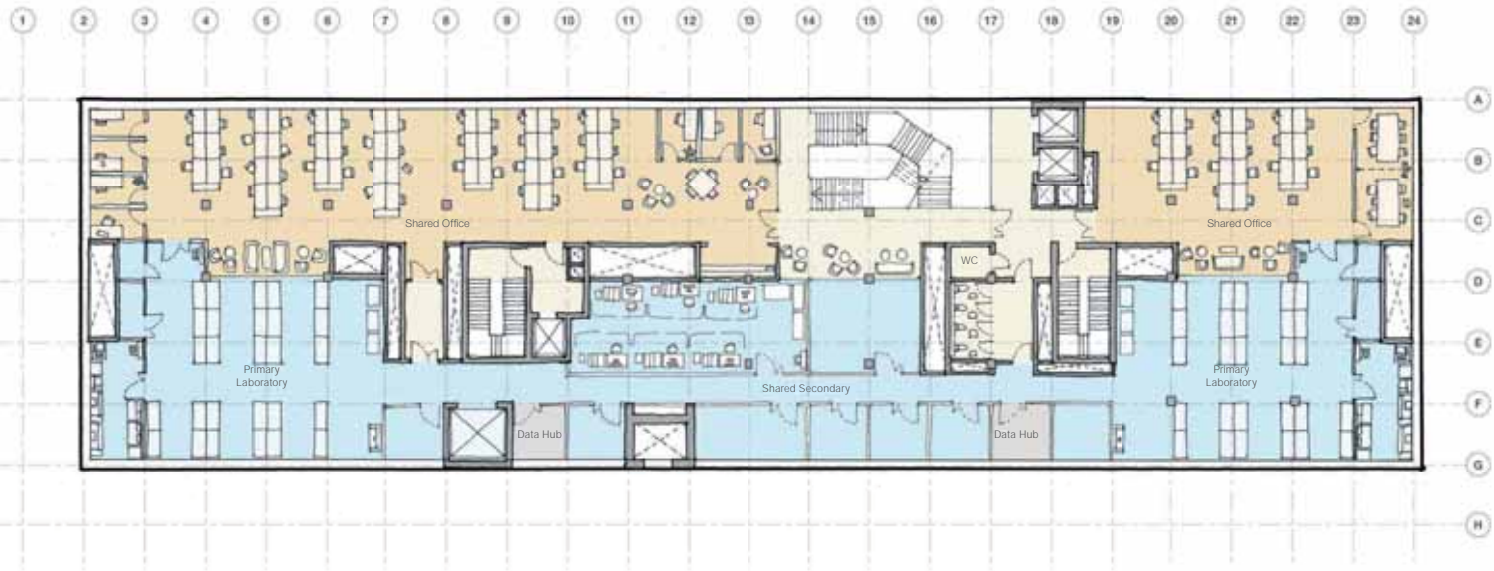 1 2 3 4 5 6 7 8 9 10 11 12 13 14 15 16 17 18 19 20 21 22 23 24
A
B
C
Shared Office
Shared Office
WC
D
E
Primary
Laboratory
Primary
Laboratory
Shared Secondary
F
Data Hub
Data Hub
G
H